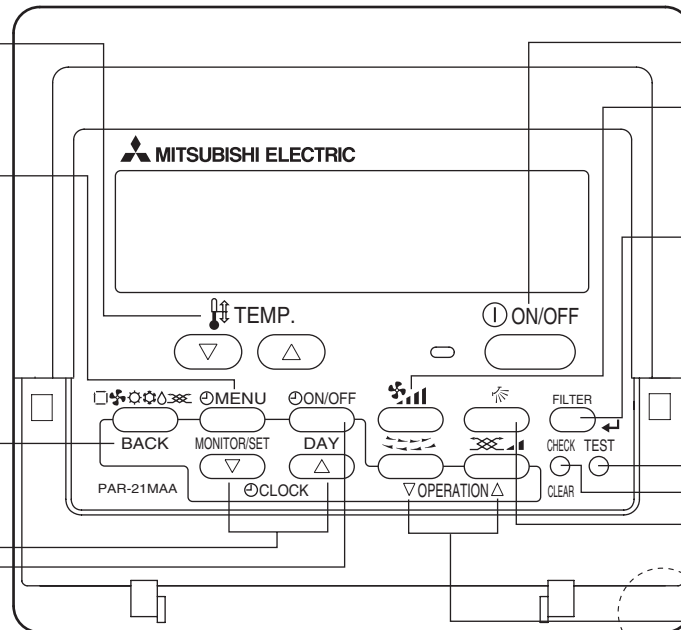 MITSUBISHI ELECTRIC
TEMP.
ON/OFF
MENU
ON/OFF
FILTER
BACK
MONITOR/SET
DAY
CHECK
TEST
PAR-21MAA
CLOCK
OPERATION
CLEAR